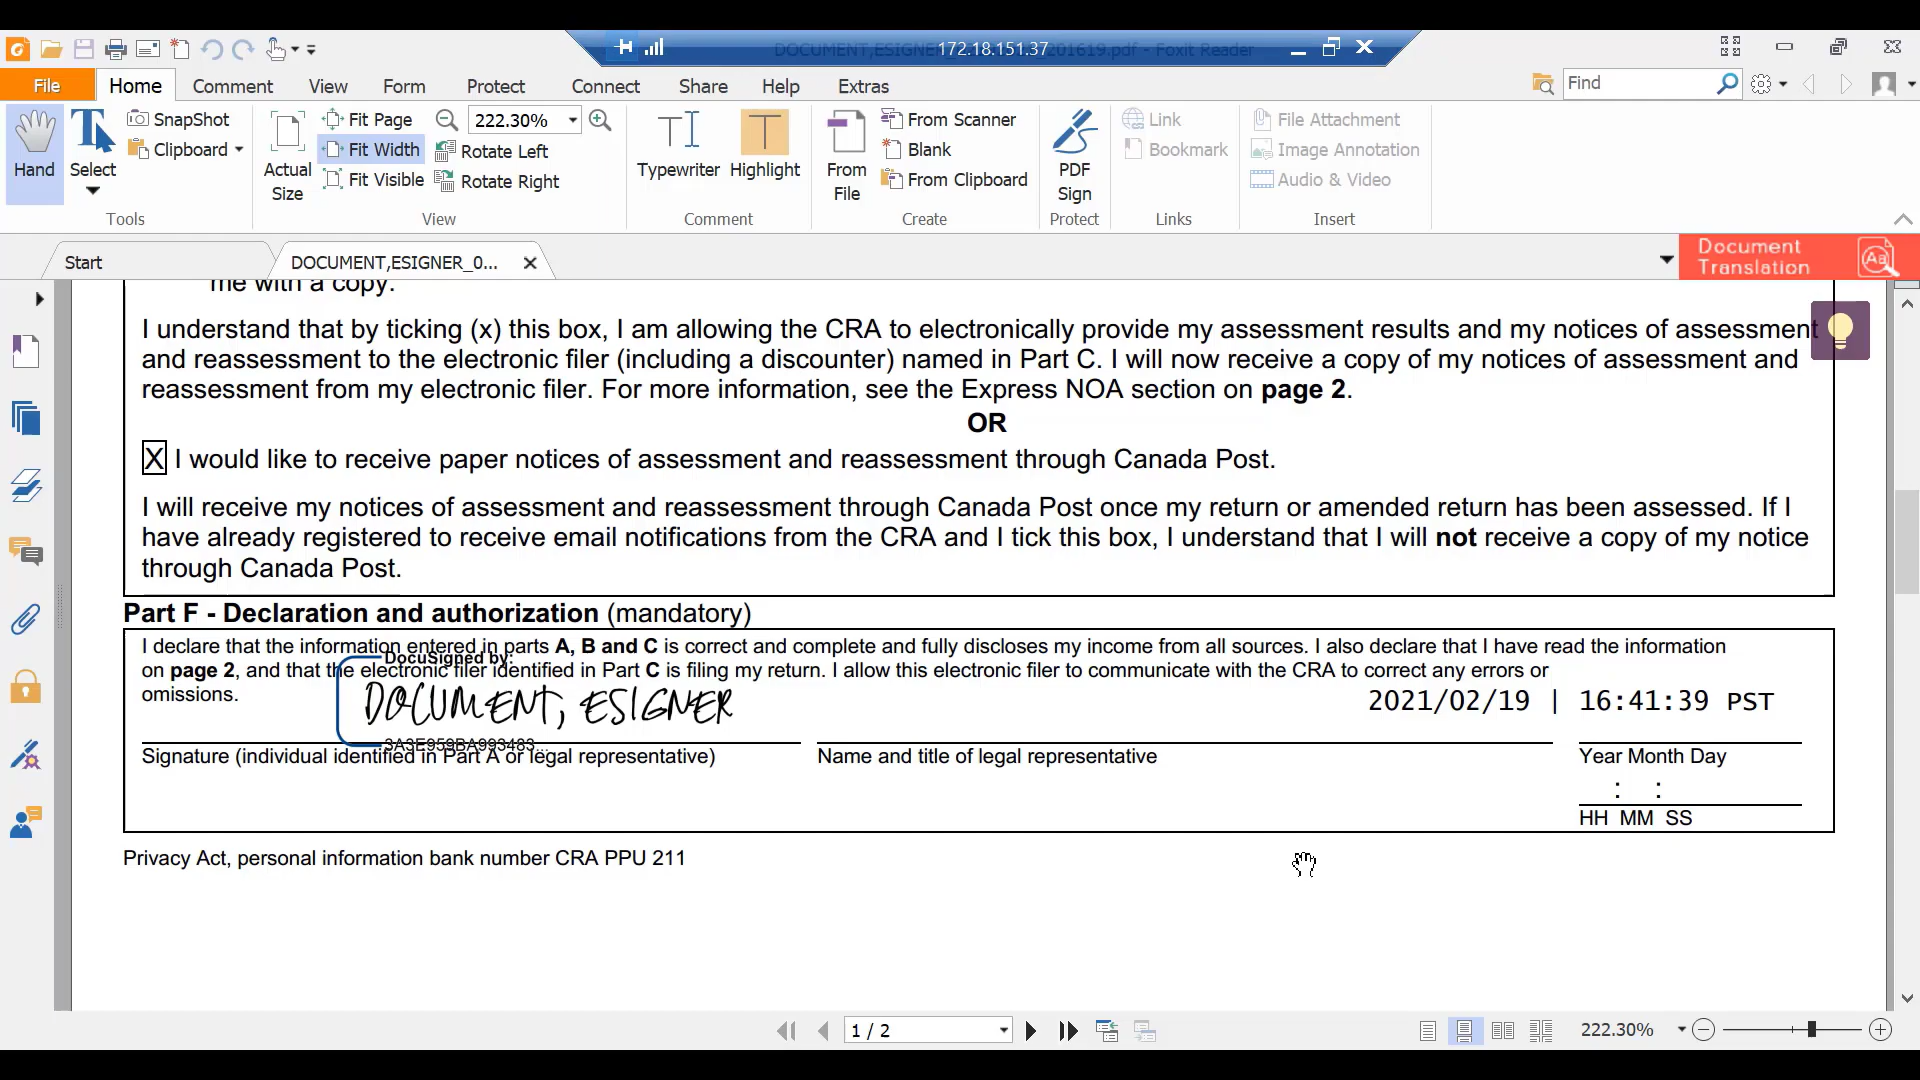 172.18.151.37
File Home Comment View Form Protect Connect Share Help Extras Find
Hand
Select
SnapShot
Clipboard
Tools
Actual Size
Fit Page
Fit Width
Fit Visible
222.30%
Rotate Left
Rotate Right
View
Typewriter
Highlight
Comment
From File
From Scanner
Blank
From Clipboard
Create
PDF Sign
Protect
Link
Bookmark
Links
File Attachment
Image Annotation
Audio & Video
Insert
Start
DOCUMENT,ESIGNER_0...
Document
Translation
me with a copy.
I understand that by ticking (x) this box, I am allowing the CRA to electronically provide my assessment results and my notices of assessment
and reassessment to the electronic filer (including a discounter) named in Part C. I will now receive a copy of my notices of assessment and
reassessment from my electronic filer. For more information, see the Express NOA section on page 2.
OR
X I would like to receive paper notices of assessment and reassessment through Canada Post.
I will receive my notices of assessment and reassessment through Canada Post once my return or amended return has been assessed. If I
have already registered to receive email notifications from the CRA and I tick this box, I understand that I will not receive a copy of my notice
through Canada Post.
Part F - Declaration and authorization (mandatory)
I declare that the information entered in parts A, B and C is correct and complete and fully discloses my income from all sources. I also declare that I have read the information
on page 2, and that the electronic filer identified in Part C is filing my return. I allow this electronic filer to communicate with the CRA to correct any errors or
omissions.
DocuSigned by:
DOCUMENT, ESIGNER
3A3E959BA993483...
2021/02/19 | 16:41:39 PST
Signature (individual identified in Part A or legal representative)
Name and title of legal representative
Year Month Day
: :
HH MM SS
Privacy Act, personal information bank number CRA PPU 211
1 / 2
222.30%